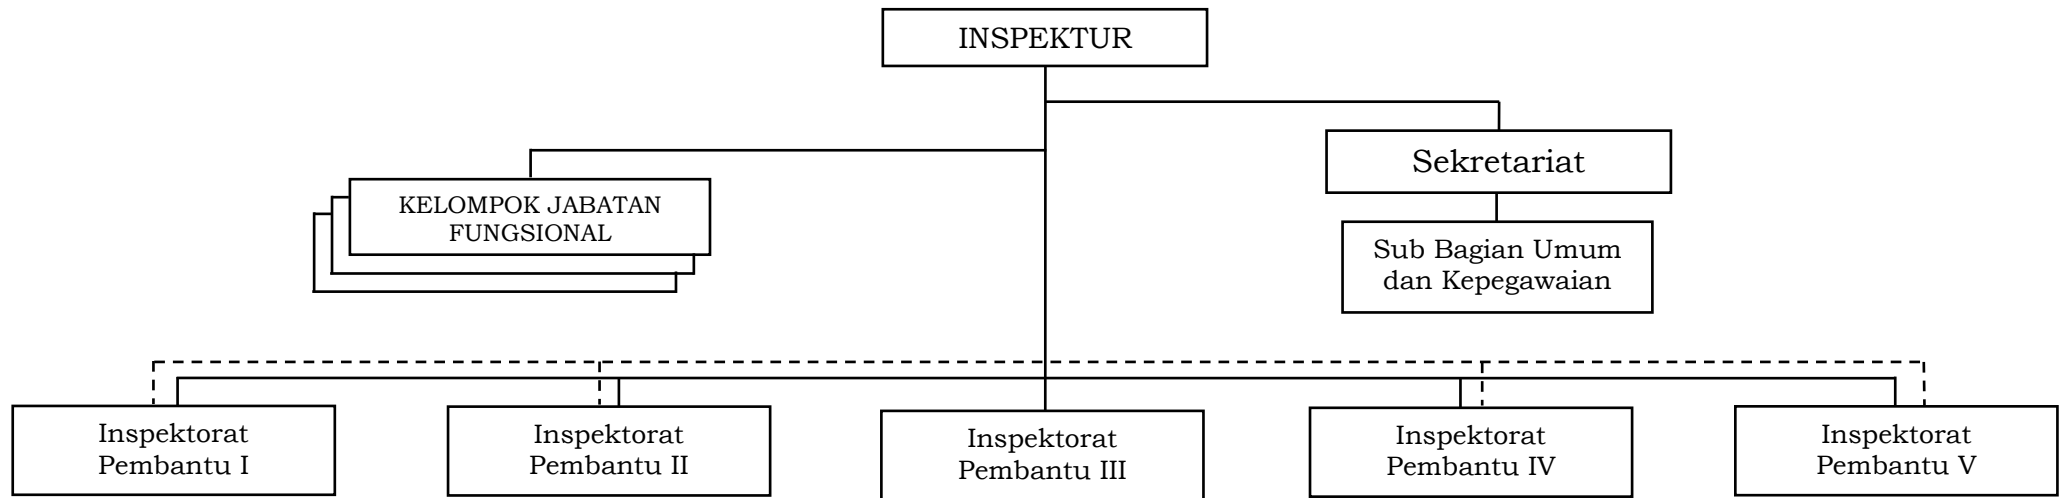 INSPEKTUR
Sekretariat
KELOMPOK JABATAN
FUNGSIONAL
Sub Bagian Umum
dan Kepegawaian
Inspektorat
Pembantu I
Inspektorat
Pembantu II
Inspektorat
Pembantu III
Inspektorat
Pembantu IV
Inspektorat
Pembantu V